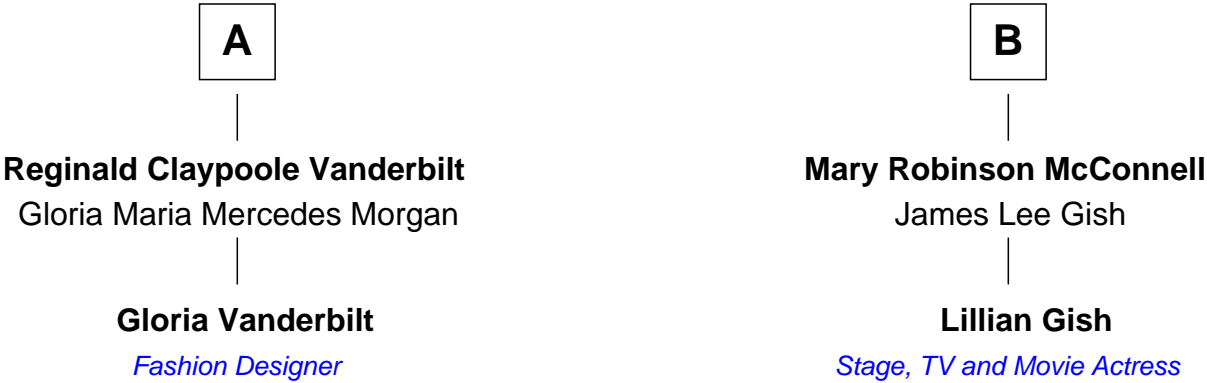 A
B
Reginald Claypoole Vanderbilt
Mary Robinson McConnell
Gloria Maria Mercedes Morgan
James Lee Gish
Gloria Vanderbilt
Lillian Gish
Fashion Designer
Stage, TV and Movie Actress